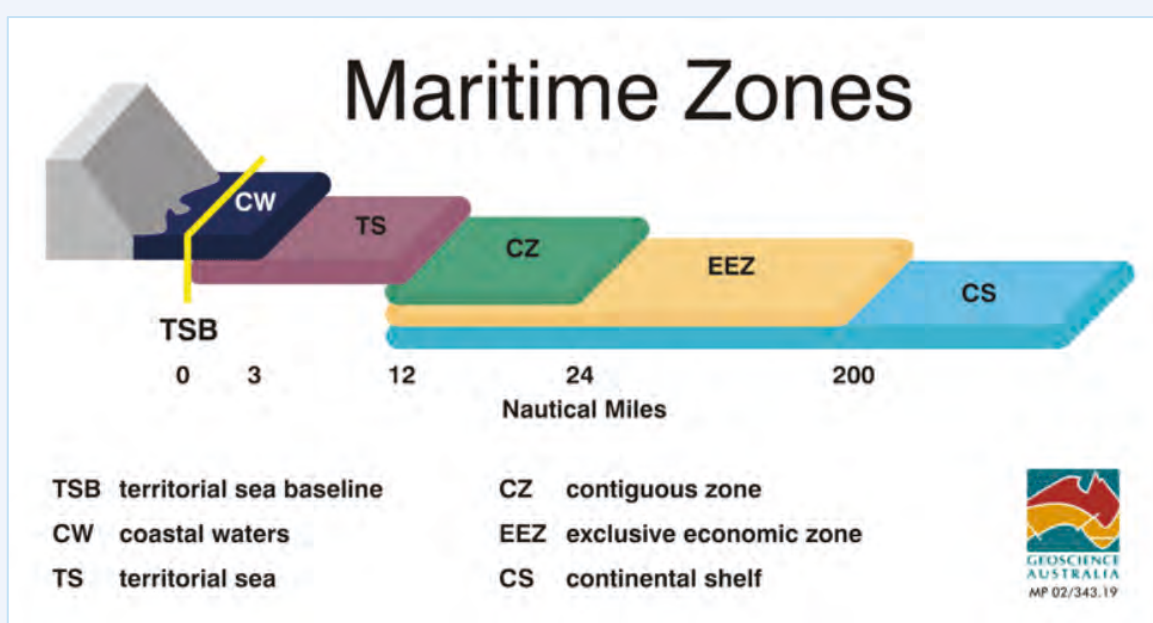 Maritime Zones
CW
TS
CZ
EEZ
CS
TSB
0 3 12 24 200
Nautical Miles
TSB territorial sea baseline
CW coastal waters
TS territorial sea
CZ contiguous zone
EEZ exclusive economic zone
CS continental shelf
GEOSCIENCE
AUSTRALIA
MP 02/343.19